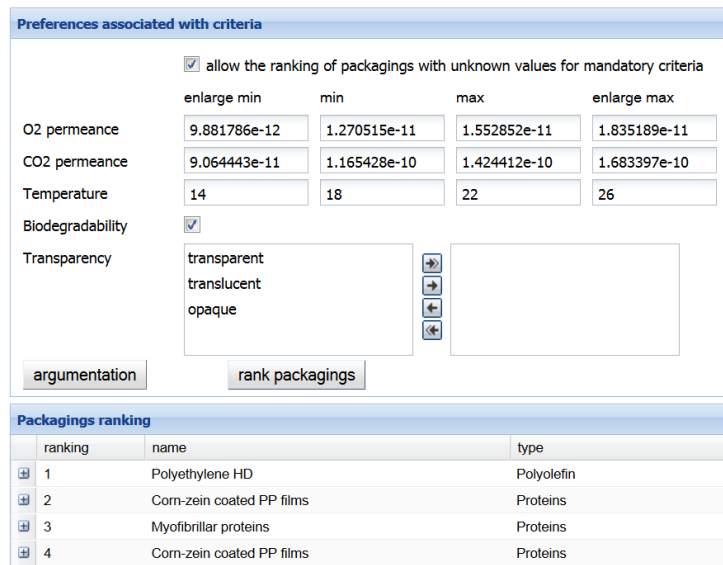 Preferences associated with criteria
allow the ranking of packagings with unknown values for mandatory criteria
enlarge min min max enlarge max
O2 permeance 9.881786e-12 1.270515e-11 1.552852e-11 1.835189e-11
CO2 permeance 9.064443e-11 1.165428e-10 1.424412e-10 1.683397e-10
Temperature 14 18 22 26
Biodegradability
Transparency transparent
translucent
opaque
argumentation rank packagings
Packagings ranking
ranking name type
1 Polyethylene HD Polyolefin
2 Corn-zein coated PP films Proteins
3 Myofibrillar proteins Proteins
4 Corn-zein coated PP films Proteins